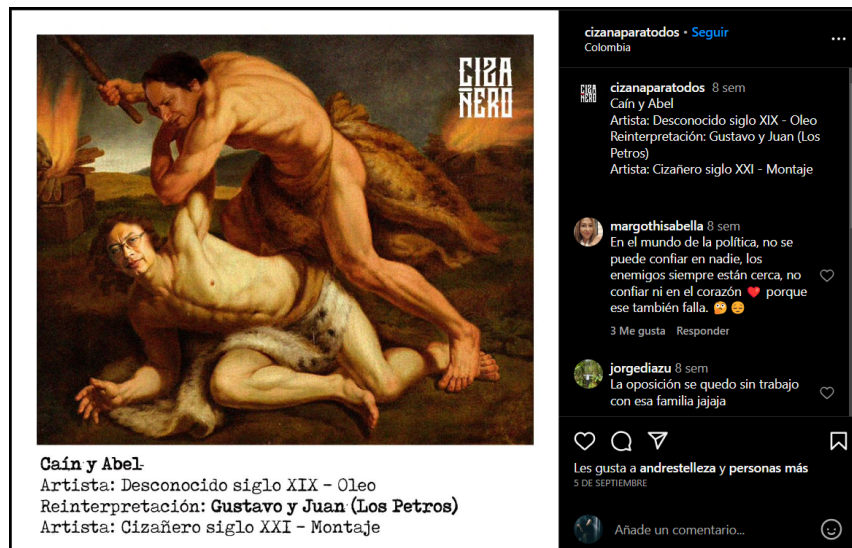 CIZA
ÑERO
Caín y Abel
Artista: Desconocido siglo XIX - Oleo
Reinterpretación: Gustavo y Juan (Los Petros)
Artista: Cizañero siglo XXI - Montaje
cizanaparatodos • Seguir
Colombia
CIZA
ÑERO
cizanaparatodos 8 sem
Caín y Abel
Artista: Desconocido siglo XIX - Oleo
Reinterpretación: Gustavo y Juan (Los
Petros)
Artista: Cizañero siglo XXI - Montaje
margothisabella 8 sem
En el mundo de la política, no se
puede confiar en nadie, los
enemigos siempre están cerca, no
confiar ni en el corazón ❤️ porque
ese también falla. 🤔 😔
3 Me gusta Responder
jorgediazu 8 sem
La oposición se quedo sin trabajo
con esa familia jajaja
Les gusta a andrestelleza y personas más
5 DE SEPTIEMBRE
Añade un comentario...